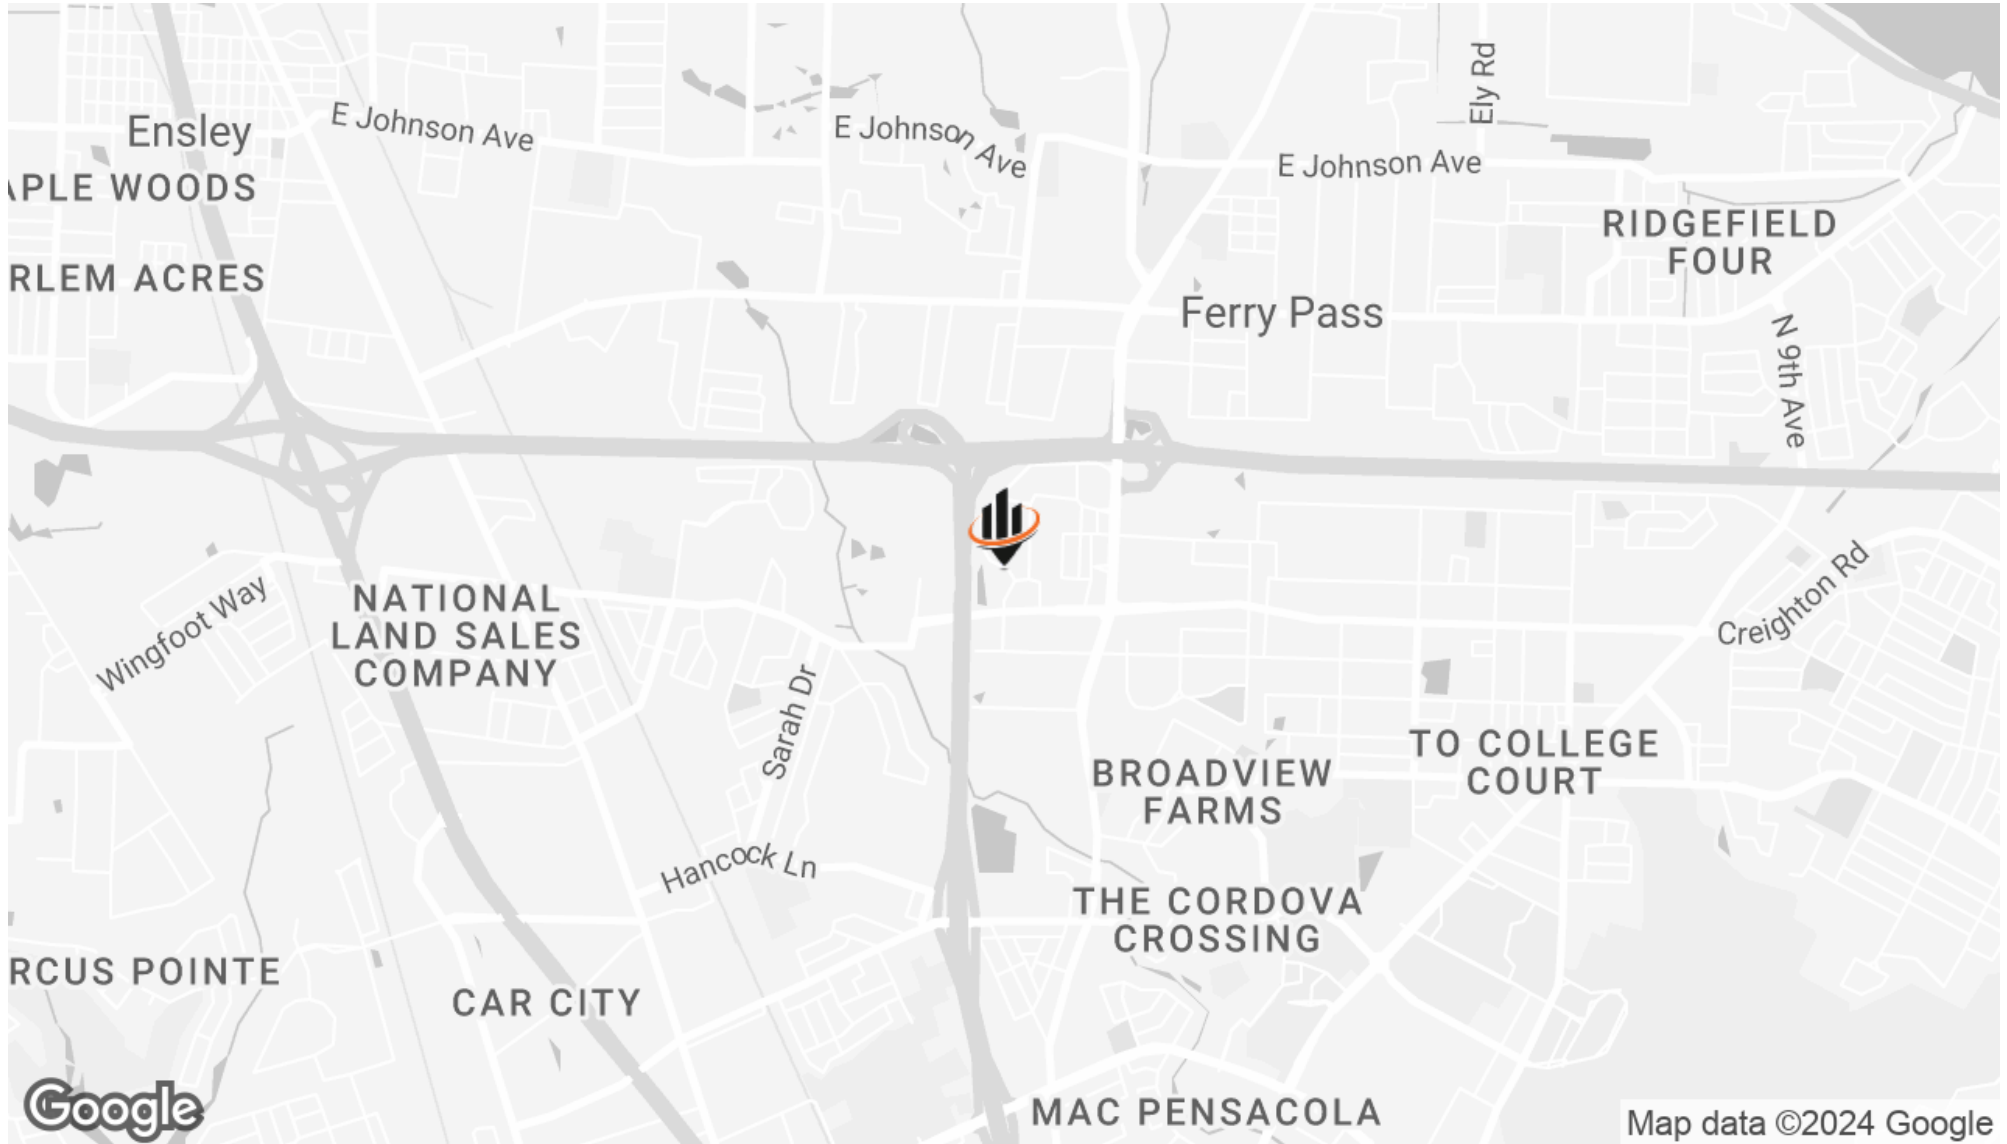 Ely Rd
E Johnson Ave
E Johnson Ave
E Johnson Ave
Ensley
APLE WOODS
RLEM ACRES
RIDGEFIELD
FOUR
Ferry Pass
N 9th Ave
Wingfoot Way
NATIONAL
LAND SALES
COMPANY
Creighton Rd
Sarah Dr
TO COLLEGE
COURT
BROADVIEW
FARMS
Hancock Ln
THE CORDOVA
CROSSING
RCUS POINTE
CAR CITY
MAC PENSACOLA
Google
Map data ©2024 Google